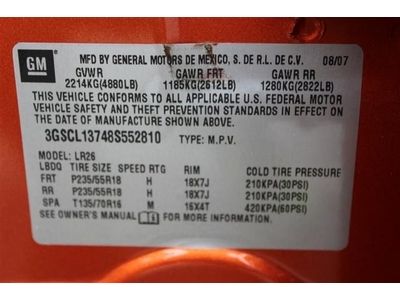 GM
MFD BY GENERAL MOTORS DE MEXICO, S. DE R.L. DE C.V. 08/07
GVWR GAWR FRT GAWR RR
2214KG(4880LB) 1185KG(2612LB) 1280KG(2822LB)
THIS VEHICLE CONFORMS TO ALL APPLICABLE U.S. FEDERAL MOTOR
VEHICLE SAFETY AND THEFT PREVENTION STANDARDS IN EFFECT ON
THE DATE OF MANUFACTURE SHOWN ABOVE.
3GSCL13748S552810 TYPE: M.P.V.
MODEL: LR26
LBDQ TIRE SIZE SPEED RTG RIM COLD TIRE PRESSURE
FRT P235/55R18 H 18X7J 210KPA(30PSI)
RR P235/55R18 H 18X7J 210KPA(30PSI)
SPA T135/70R16 M 16X4T 420KPA(60PSI)
SEE OWNER'S MANUAL FOR MORE INFORMATION.